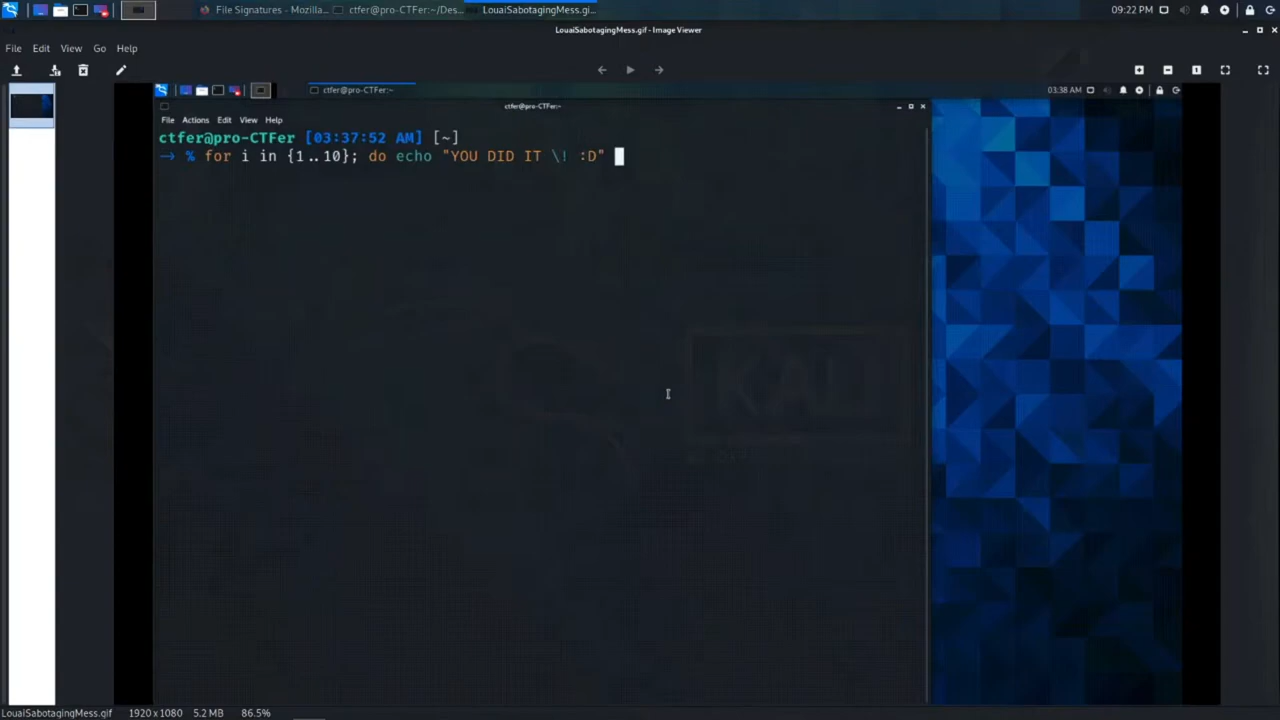 File Signatures - Mozilla... ctfer@pro-CTFer:~/Des... LouaiSabotagingMess.gi... 09:22 PM
LouaiSabotagingMess.gif - Image Viewer
File Edit View Go Help
ctfer@pro-CTFer:~ 03:38 AM
ctfer@pro-CTFer:~
File Actions Edit View Help
ctfer@pro-CTFer [03:37:52 AM] [~]
→ % for i in {1..10}; do echo "YOU DID IT \! :D"
KALI
LouaiSabotagingMess.gif 1920x1080 5.2 MB 86.5%